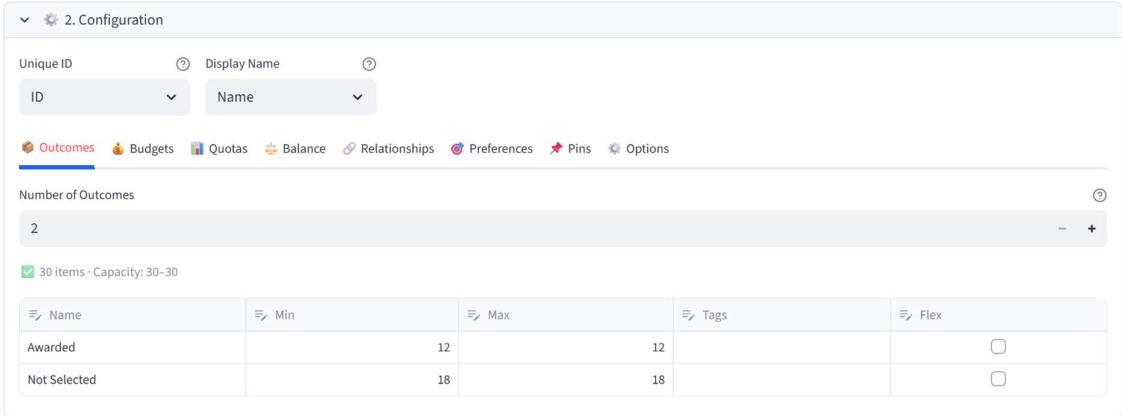 2. Configuration
Unique ID
Display Name
ID
Name
Outcomes Budgets Quotas Balance Relationships Preferences Pins Options
Number of Outcomes
2
30 items · Capacity: 30–30
Name Min Max Tags Flex
Awarded 12 12
Not Selected 18 18